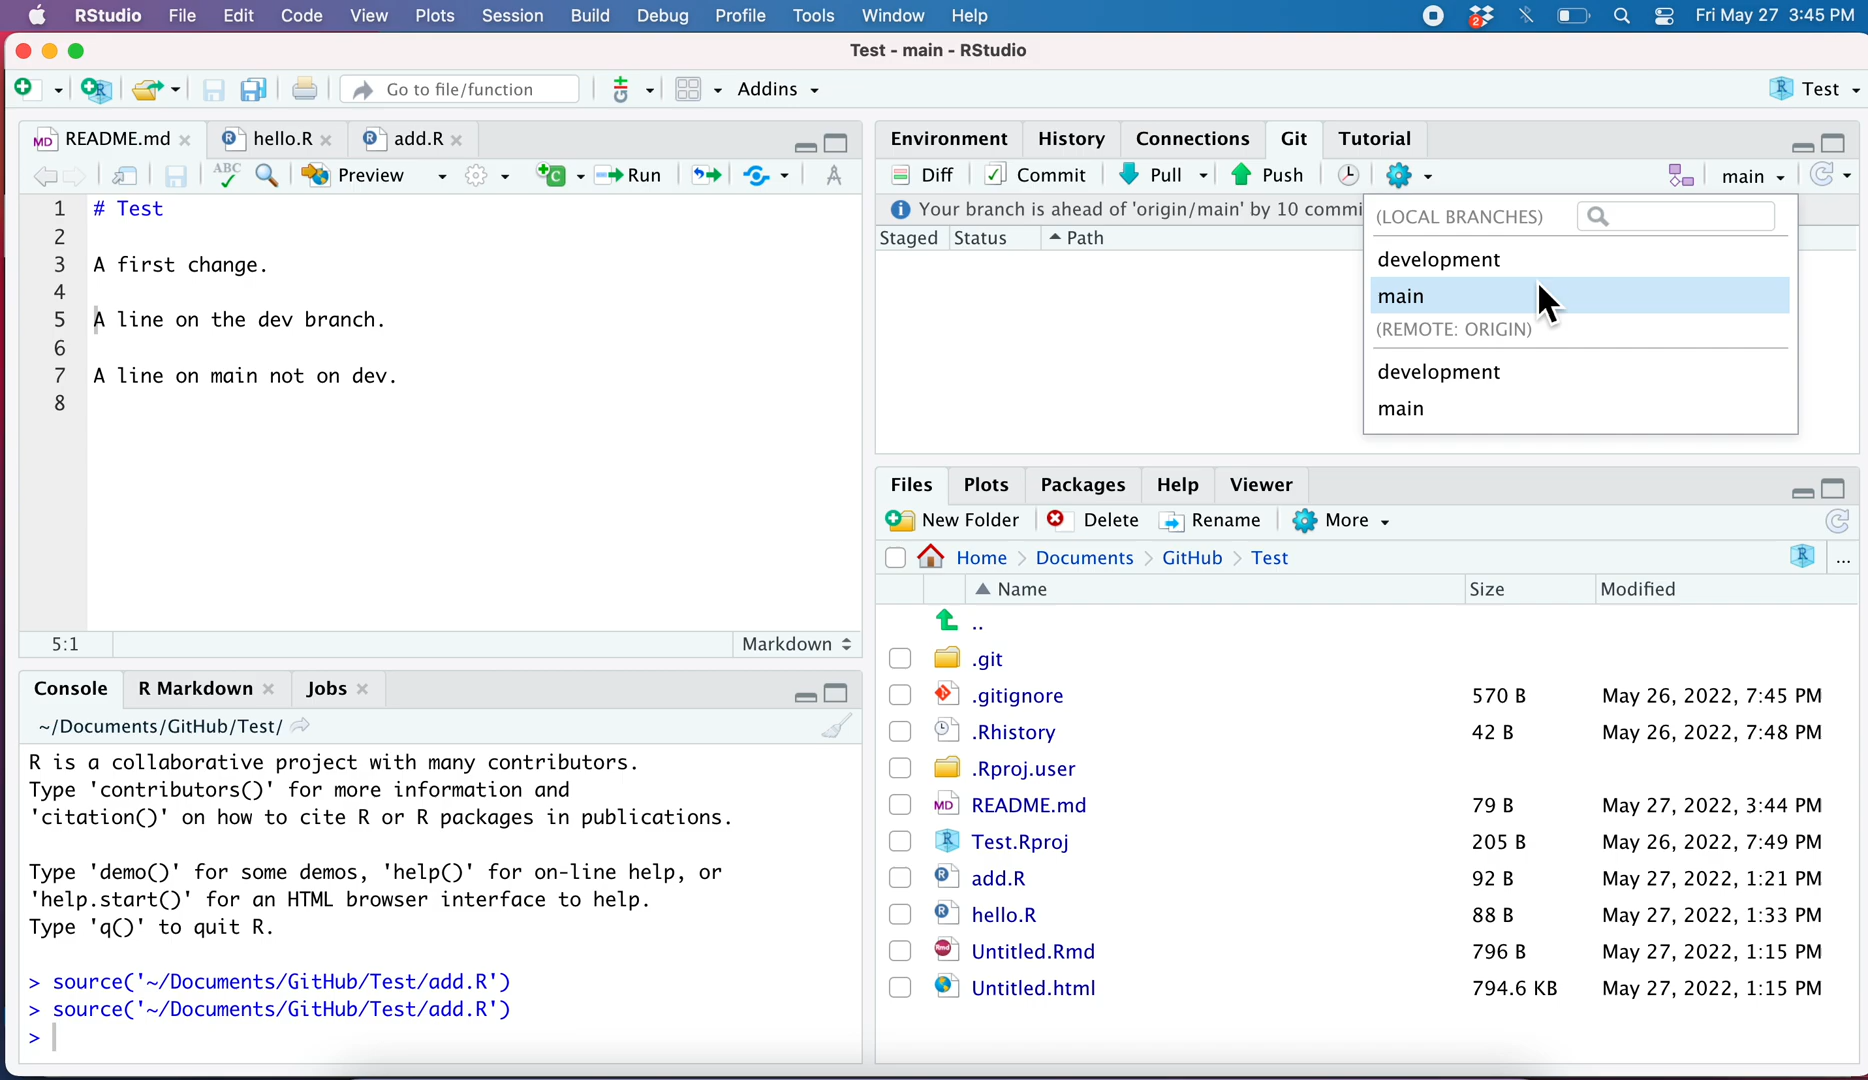 RStudio File Edit Code View Plots Session Build Debug Profile Tools Window Help 2 Fri May 27 3:45 PM
Test - main - RStudio
Go to file/function Addins Test
README.md hello.R add.R
ABC Preview Run
1 # Test
2
3 A first change.
4
5 A line on the dev branch.
6
7 A line on main not on dev.
8
5:1 Markdown
Console R Markdown Jobs
~/Documents/GitHub/Test/
R is a collaborative project with many contributors.
Type 'contributors()' for more information and
'citation()' on how to cite R or R packages in publications.
Type 'demo()' for some demos, 'help()' for on-line help, or
'help.start()' for an HTML browser interface to help.
Type 'q()' to quit R.
> source('~/Documents/GitHub/Test/add.R')
> source('~/Documents/GitHub/Test/add.R')
>
Environment History Connections Git Tutorial
Diff Commit Pull Push main
Your branch is ahead of 'origin/main' by 10 commi
Staged Status Path
(LOCAL BRANCHES)
development
main
(REMOTE: ORIGIN)
development
main
Files Plots Packages Help Viewer
New Folder Delete Rename More
Home Documents GitHub Test ...
Name Size Modified
..
.git
.gitignore 570 B May 26, 2022, 7:45 PM
.Rhistory 42 B May 26, 2022, 7:48 PM
.Rproj.user
README.md 79 B May 27, 2022, 3:44 PM
Test.Rproj 205 B May 26, 2022, 7:49 PM
add.R 92 B May 27, 2022, 1:21 PM
hello.R 88 B May 27, 2022, 1:33 PM
Untitled.Rmd 796 B May 27, 2022, 1:15 PM
Untitled.html 794.6 KB May 27, 2022, 1:15 PM